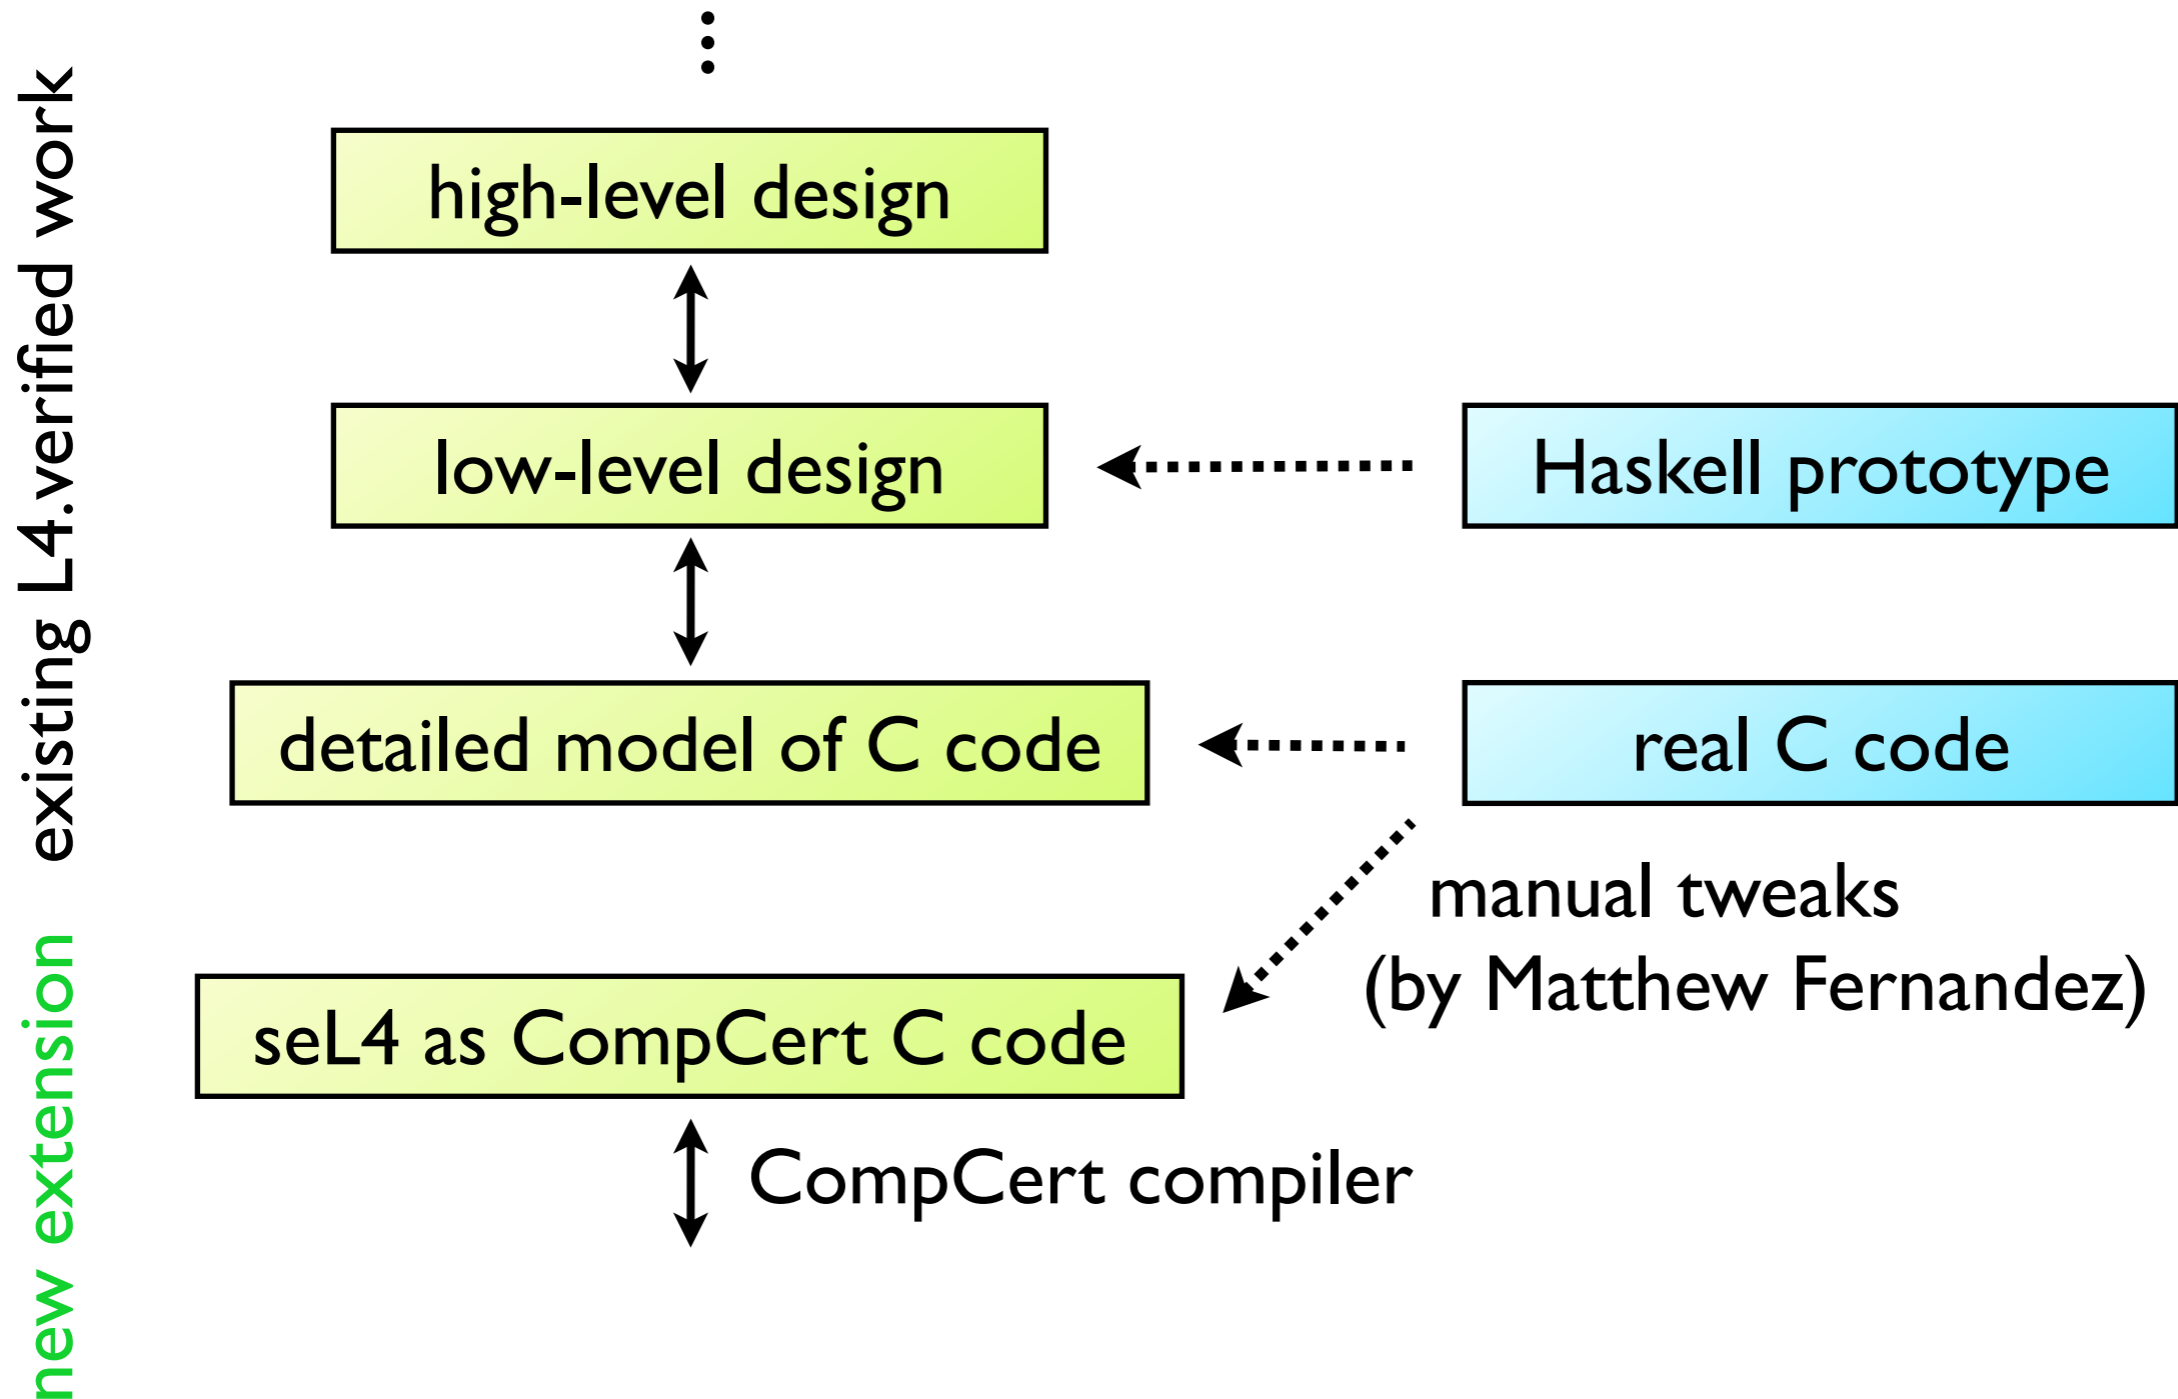 existing L4.verified work
new extension
high-level design
low-level design
Haskell prototype
detailed model of C code
real C code
manual tweaks
(by Matthew Fernandez)
seL4 as CompCert C code
CompCert compiler